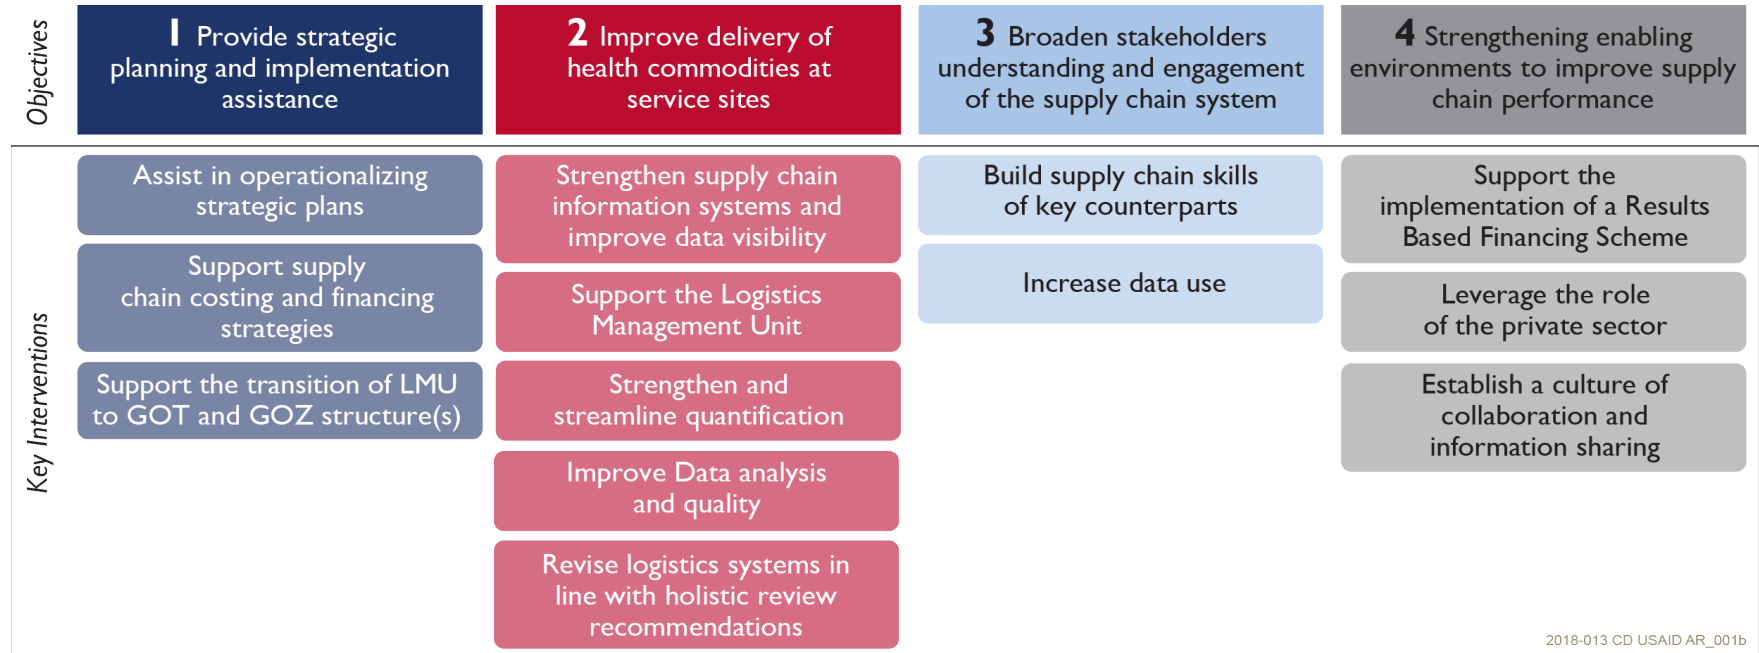 Objectives
1 Provide strategic
planning and implementation
assistance
2 Improve delivery of
health commodities at
service sites
3 Broaden stakeholders
understanding and engagement
of the supply chain system
4 Strengthening enabling
environments to improve supply
chain performance
Key Interventions
Assist in operationalizing
strategic plans
Support supply
chain costing and financing
strategies
Support the transition of LMU
to GOT and GOZ structure(s)
Strengthen supply chain
information systems and
improve data visibility
Support the Logistics
Management Unit
Strengthen and
streamline quantification
Improve Data analysis
and quality
Revise logistics systems in
line with holistic review
recommendations
Build supply chain skills
of key counterparts
Increase data use
Support the
implementation of a Results
Based Financing Scheme
Leverage the role
of the private sector
Establish a culture of
collaboration and
information sharing
2018-013 CD USAID AR_001b